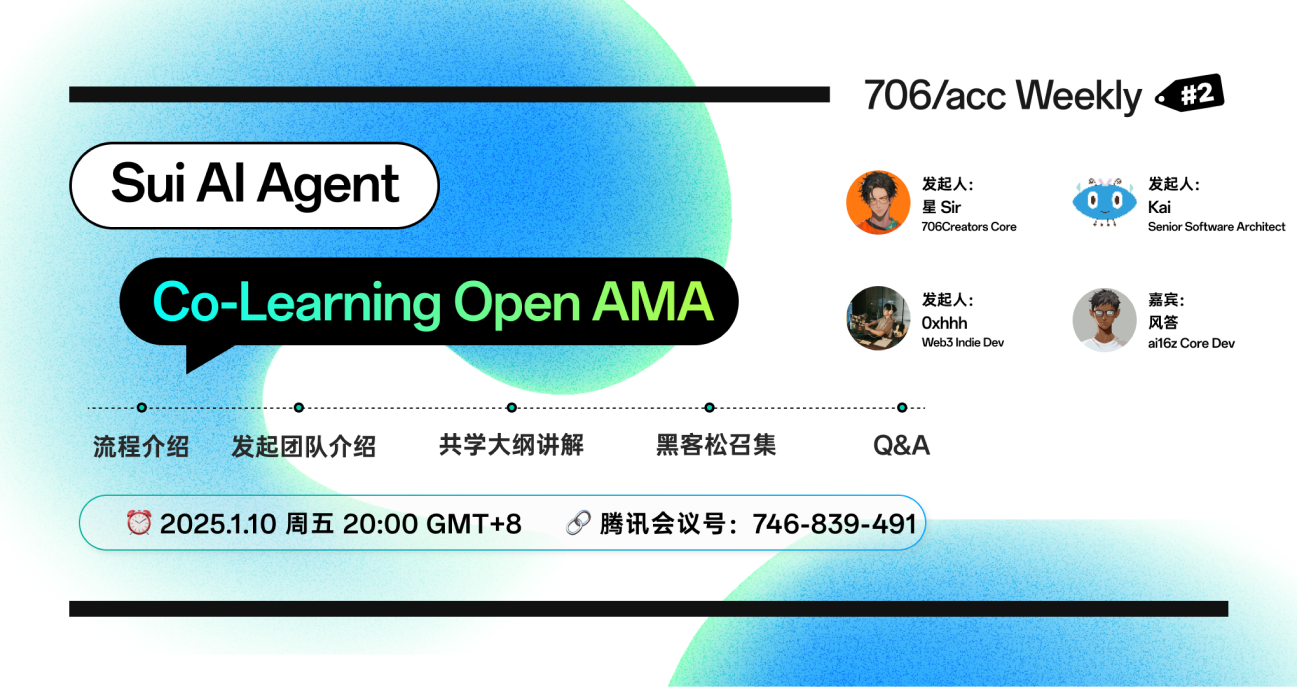 706/acc Weekly #2
Sui AI Agent
Co-Learning Open AMA
发起人：
星 Sir
706Creators Core
发起人：
Kai
Senior Software Architect
发起人：
0xhhh
Web3 Indie Dev
嘉宾：
风答
ai16z Core Dev
流程介绍
发起团队介绍
共学大纲讲解
黑客松召集
Q&A
⏰ 2025.1.10 周五 20:00 GMT+8
🔗 腾讯会议号：746-839-491